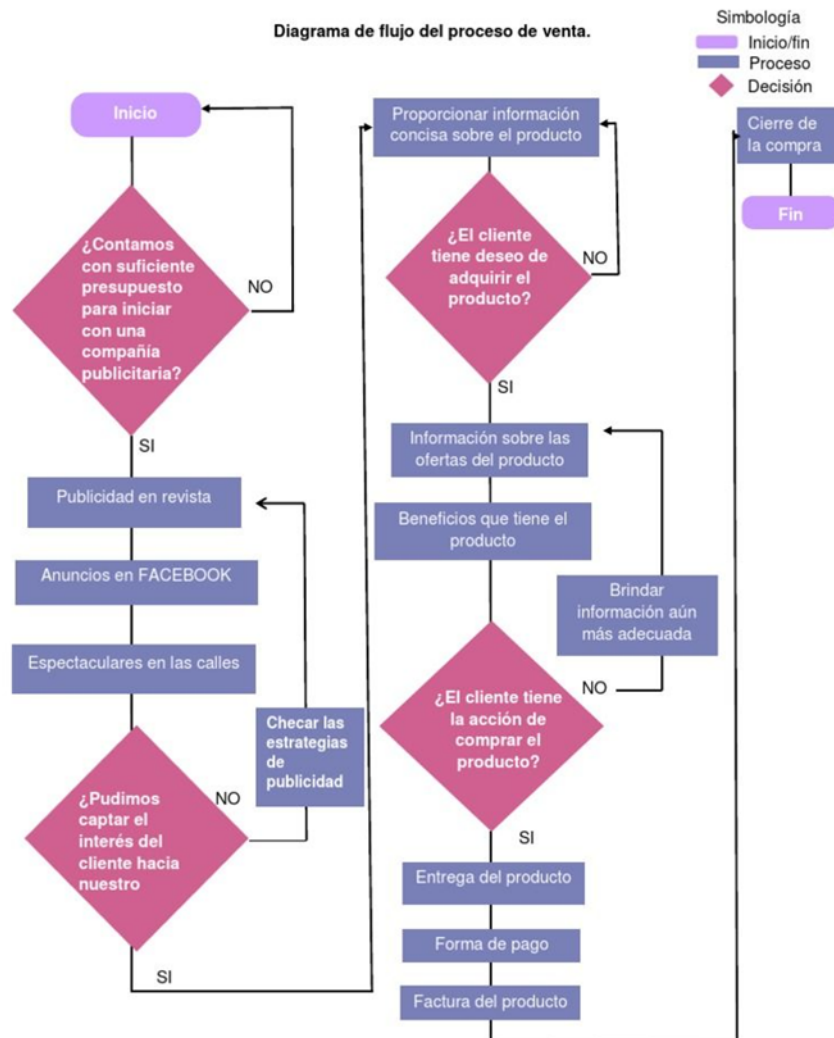 Diagrama de flujo del proceso de venta.
Simbología
Inicio/fin
Proceso
Decisión
Inicio
¿Contamos
con suficiente
presupuesto
para iniciar
con una
compañía
publicitaria?
NO
SI
Publicidad en revista
Anuncios en FACEBOOK
Espectaculares en las calles
Checar las
estrategias
de
publicidad
¿Pudimos
captar el
interés del
cliente hacia
nuestro
NO
SI
Proporcionar información
concisa sobre el producto
¿El cliente
tiene deseo de
adquirir el
producto?
NO
SI
Información sobre las
ofertas del producto
Beneficios que tiene el
producto
Brindar
información aún
más adecuada
¿El cliente tiene
la acción de
comprar el
producto?
NO
SI
Entrega del producto
Forma de pago
Factura del producto
Cierre de
la compra
Fin